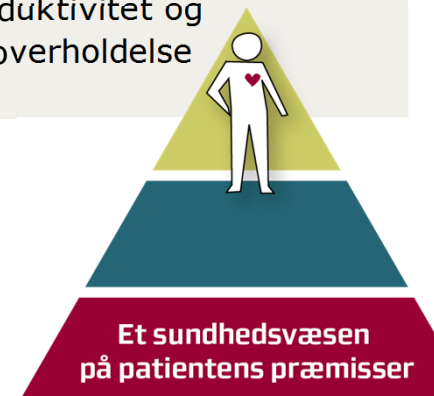 duktivitet og
overholdelse
Et sundhedsvæsen
på patientens præmisser